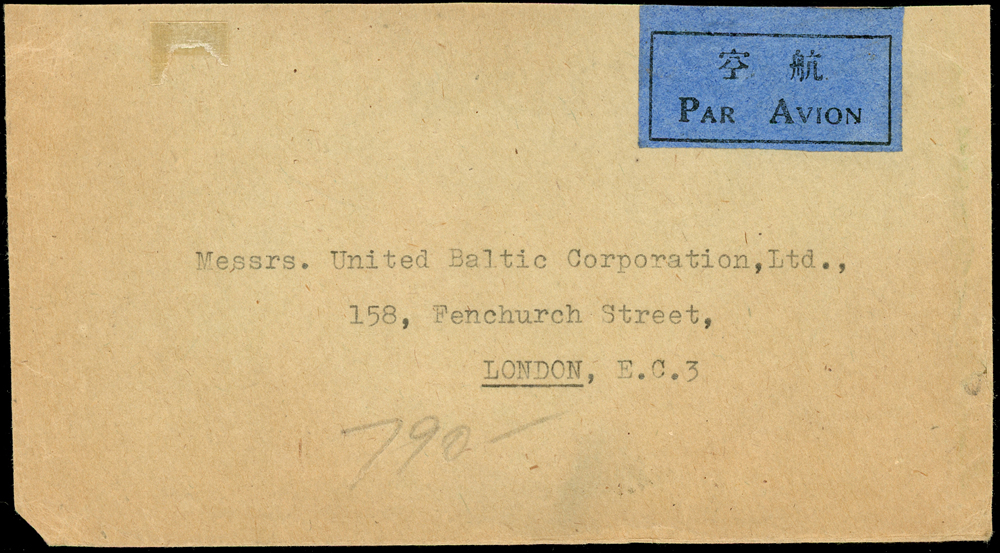 空 航
PAR AVION
Messrs. United Baltic Corporation,Ltd.,
158, Fenchurch Street,
LONDON, E.C.3
790-